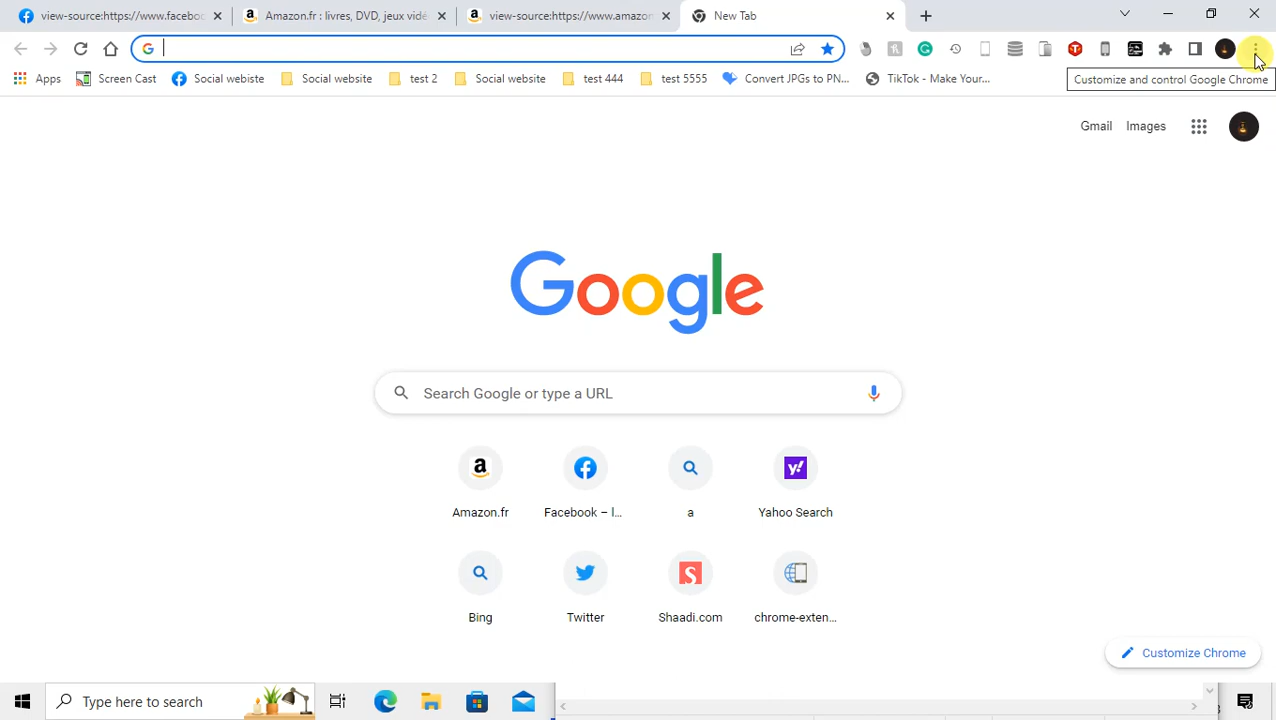 view-source:https://www.faceboo
Amazon.fr : livres, DVD, jeux vidé
view-source:https://www.amazon
New Tab
Apps
Screen Cast
Social webiste
Social website
test 2
Social website
test 444
test 5555
Convert JPGs to PN...
TikTok - Make Your...
Customize and control Google Chrome
Gmail
Images
Google
Search Google or type a URL
Amazon.fr
Facebook – I...
a
Yahoo Search
Bing
Twitter
Shaadi.com
chrome-exten...
Customize Chrome
Type here to search